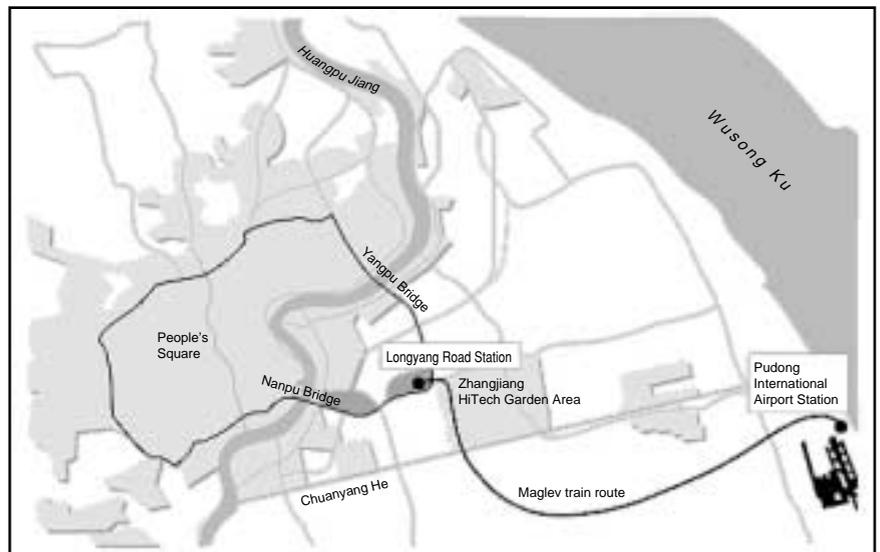 Huangpu Jiang
Wusong Ku
Yangpu Bridge
People's
Square
Longyang Road Station
Nanpu Bridge
Zhangjiang
HiTech Garden Area
Pudong
International
Airport Station
Chuanyang He
Maglev train route